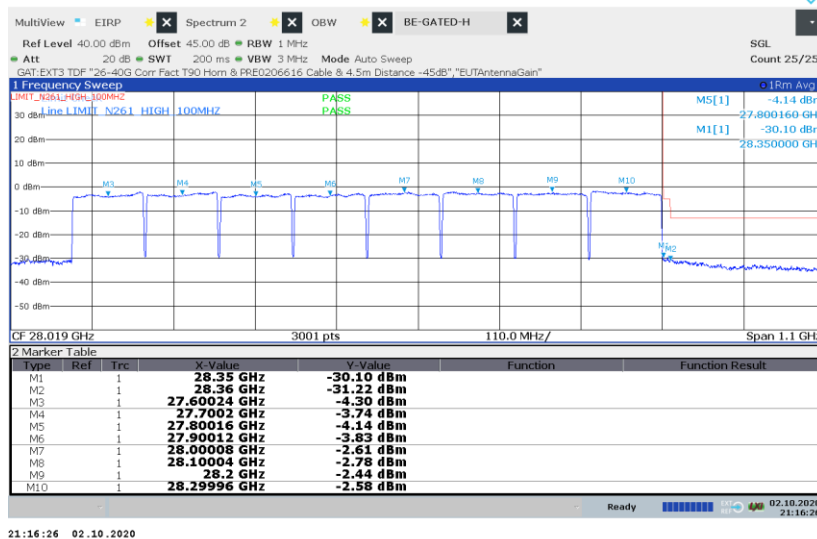 MultiView EIRP Spectrum 2 OBW BE-GATED-H
Ref Level 40.00 dBm Offset 45.00 dB RBW 1 MHz SGL
Att 20 dB SWT 200 ms VBW 3 MHz Mode Auto Sweep Count 25/25
GAT:EXT3 TDF "26-40G Corr Fact T90 Horn & PRE0206616 Cable & 4.5m Distance -45dB","EUTAntennaGain"
1 Frequency Sweep 1Rm Avg
LIMIT_N261_HIGH_100MHZ PASS M5[1] -4.14 dBm
Line LIMIT_N261_HIGH_100MHZ PASS 27.800160 GH
30 dBm M1[1] -30.10 dBm
20 dBm 28.350000 GH
10 dBm
0 dBm M3 M4 M5 M6 M7 M8 M9 M10
-10 dBm
-20 dBm
-30 dBm M2
-40 dBm
-50 dBm
CF 28.019 GHz 3001 pts 110.0 MHz/ Span 1.1 GHz
2 Marker Table
Type Ref Trc X-Value Y-Value Function Function Result
M1 1 28.35 GHz -30.10 dBm
M2 1 28.36 GHz -31.22 dBm
M3 1 27.60024 GHz -4.30 dBm
M4 1 27.7002 GHz -3.74 dBm
M5 1 27.80016 GHz -4.14 dBm
M6 1 27.90012 GHz -3.83 dBm
M7 1 28.00008 GHz -2.61 dBm
M8 1 28.10004 GHz -2.78 dBm
M9 1 28.2 GHz -2.44 dBm
M10 1 28.29996 GHz -2.58 dBm
Ready 02.10.2020
21:16:26
21:16:26 02.10.2020